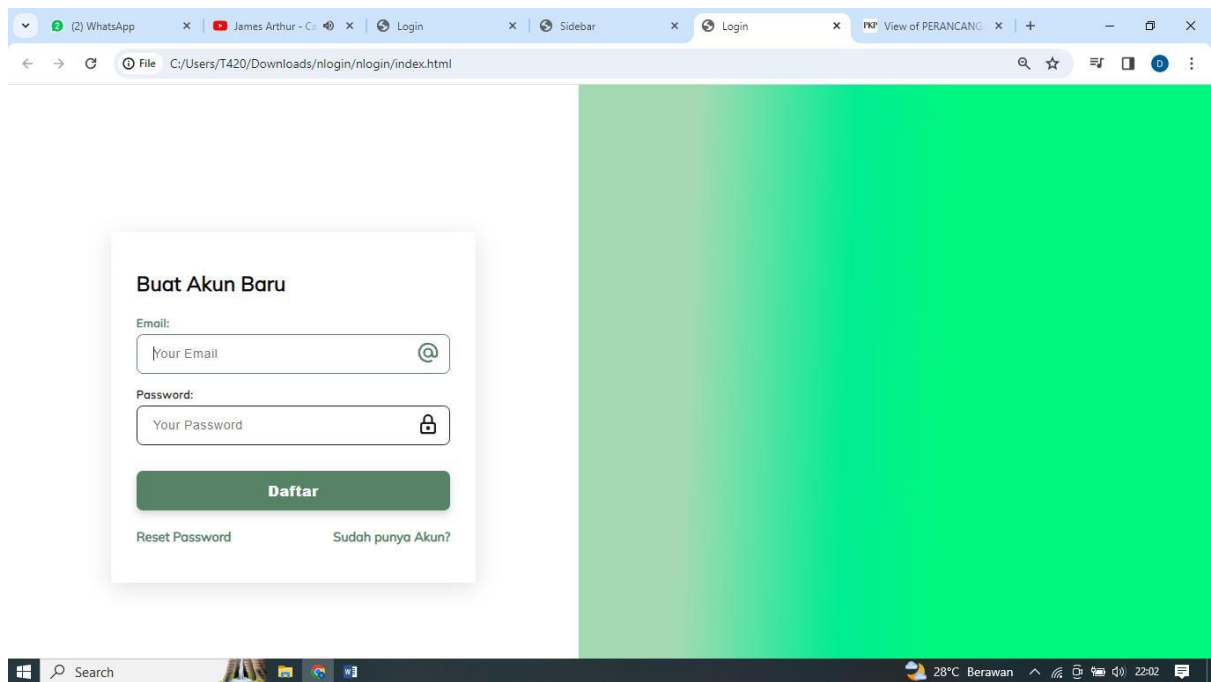 (2) WhatsApp
James Arthur - Ca
Login
Sidebar
Login
PKP View of PERANCANG
File C:/Users/T420/Downloads/nlogin/nlogin/index.html
D
Buat Akun Baru
Email:
Your Email
Password:
Your Password
Daftar
Reset Password Sudah punya Akun?
Search
28°C Berawan 22:02